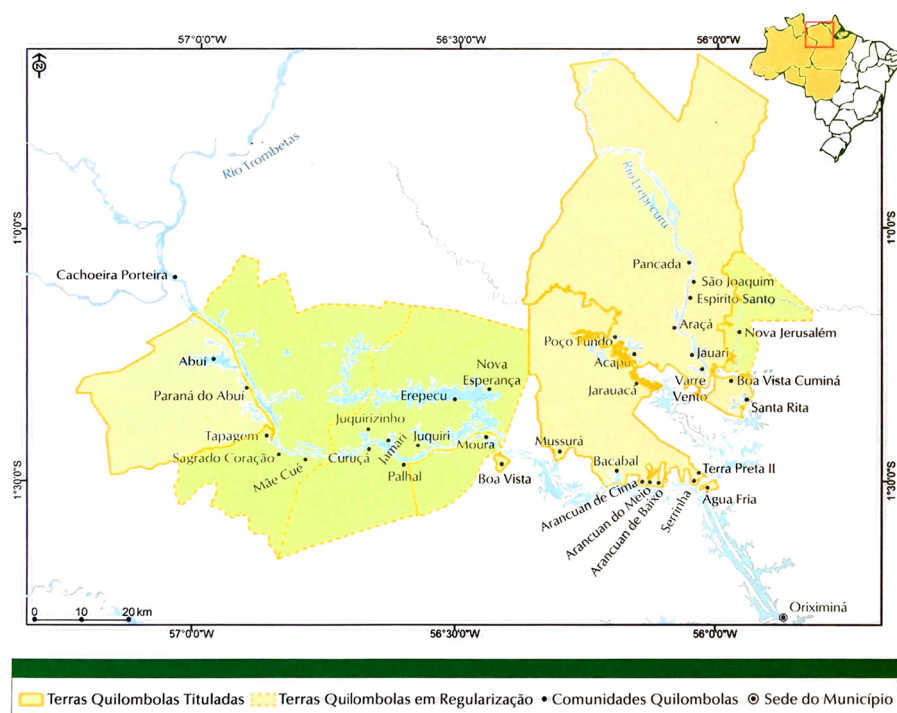 57°0'0"W
56°30'0"W
56°0'0"W
N
Rio Trombetas
Rio Erepecuru
1°0'0"S
1°0'0"S
Pancada
Cachoeira Porteira
São Joaquim
Espirito Santo
Araçá
Nova Jerusalém
Poço Fundo
Abuí
Acapu
Jauari
Nova
Esperança
Varre
Vento
Boa Vista Cuminá
Paraná do Abuí
Erepecu
Jarauacá
Santa Rita
Juquirizinho
Tapagem
Jamari
Juquiri
Moura
Mussurá
Sagrado Coração
Mãe Cué
Curuçá
Palhal
Boa Vista
Bacabal
Terra Preta II
1°30'0"S
1°30'0"S
Arancuan de Cima
Arancuan do Meio
Arancuan de Baixo
Serrinha
Água Fria
0 10 20 km
Oriximiná
57°0'0"W
56°30'0"W
56°0'0"W
Terras Quilombolas Tituladas Terras Quilombolas em Regularização • Comunidades Quilombolas Sede do Município